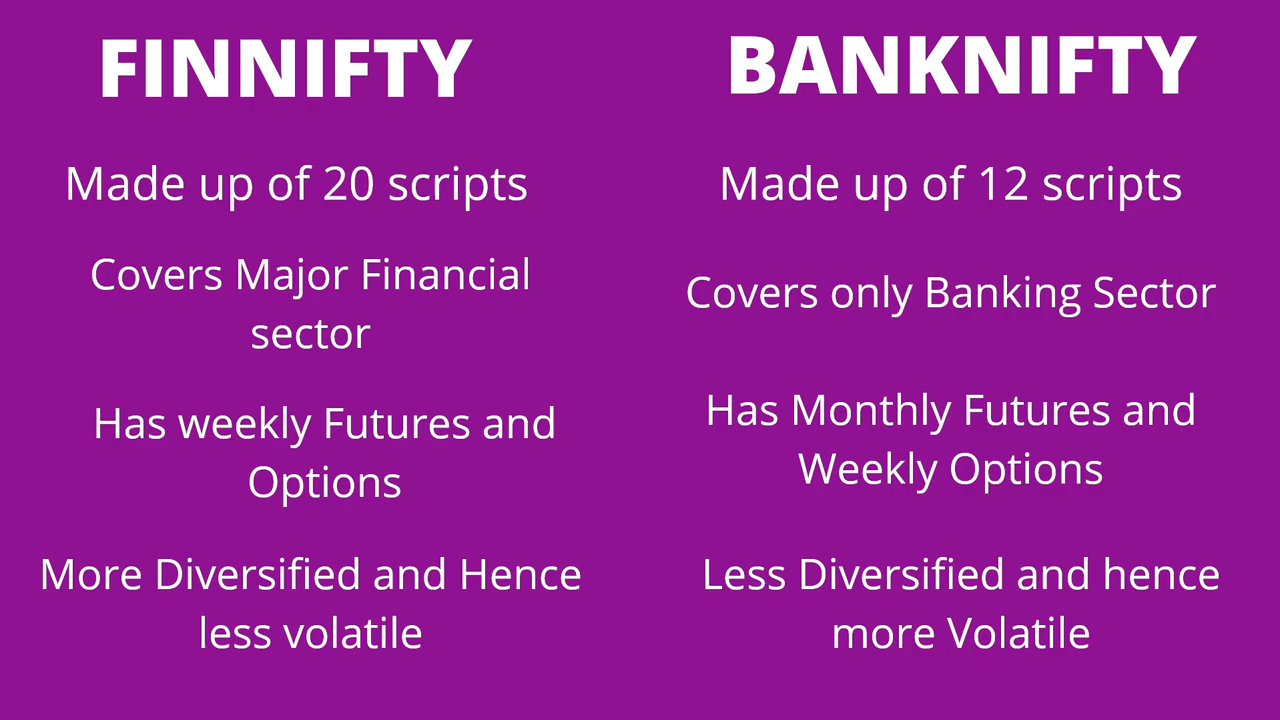 FINNIFTY
Made up of 20 scripts
Covers Major Financial
sector
Has weekly Futures and
Options
More Diversified and Hence
less volatile
BANKNIFTY
Made up of 12 scripts
Covers only Banking Sector
Has Monthly Futures and
Weekly Options
Less Diversified and hence
more Volatile